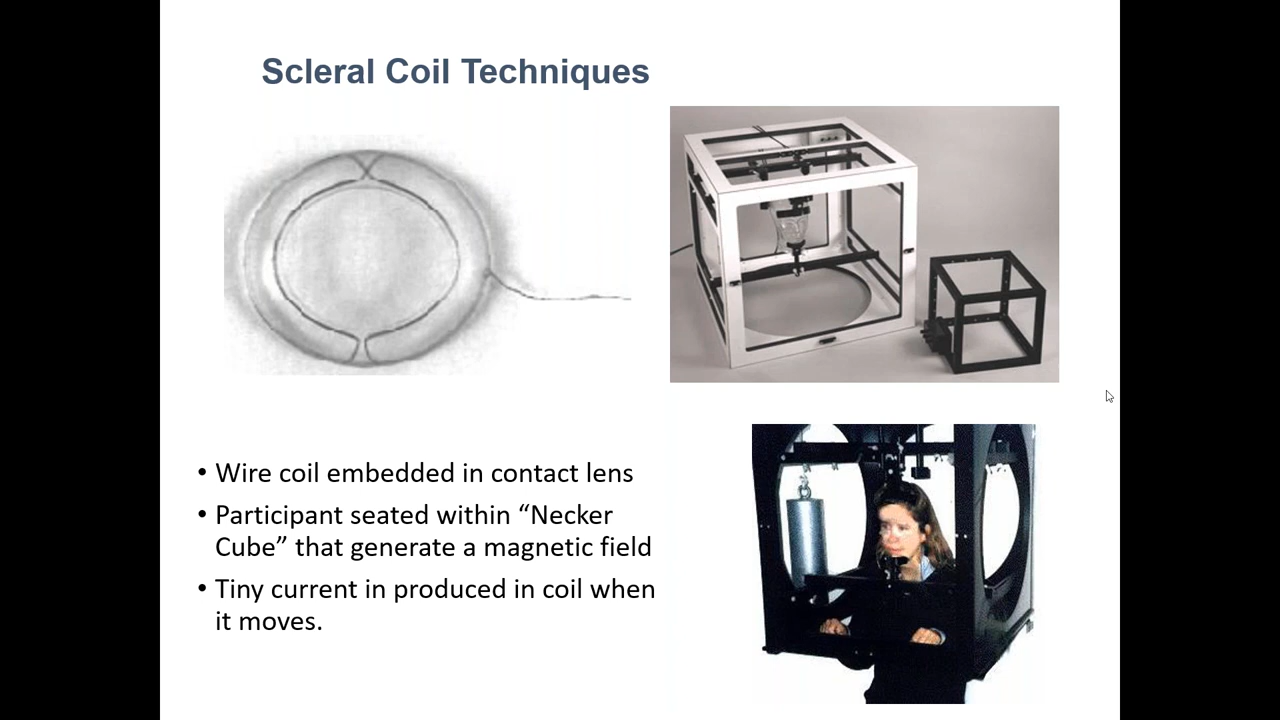 Scleral Coil Techniques
• Wire coil embedded in contact lens
• Participant seated within “Necker
Cube” that generate a magnetic field
• Tiny current in produced in coil when
it moves.